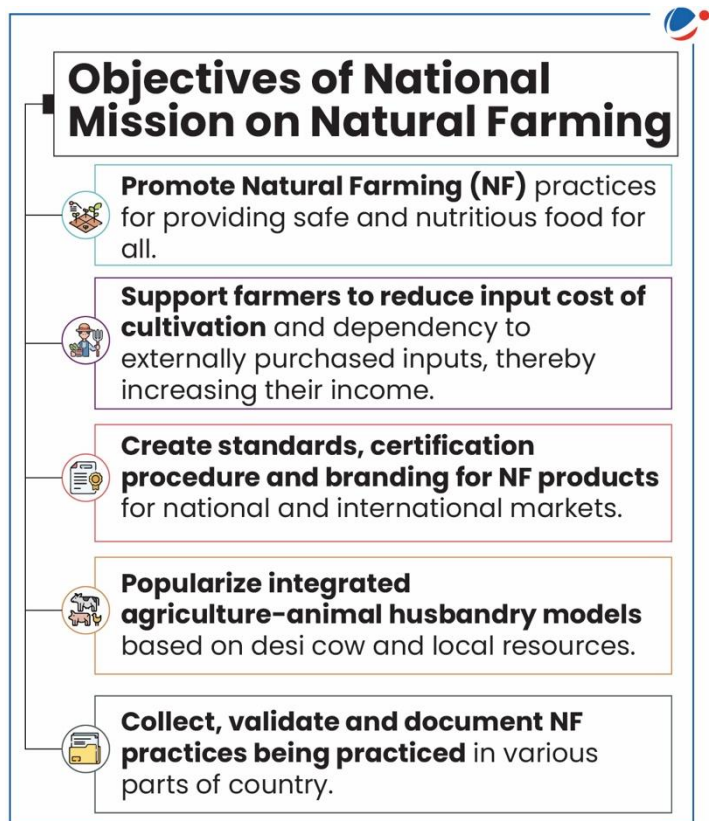 Objectives of National
Mission on Natural Farming
Promote Natural Farming (NF) practices
for providing safe and nutritious food for
all.
Support farmers to reduce input cost of
cultivation and dependency to
externally purchased inputs, thereby
increasing their income.
Create standards, certification
procedure and branding for NF products
for national and international markets.
Popularize integrated
agriculture-animal husbandry models
based on desi cow and local resources.
Collect, validate and document NF
practices being practiced in various
parts of country.